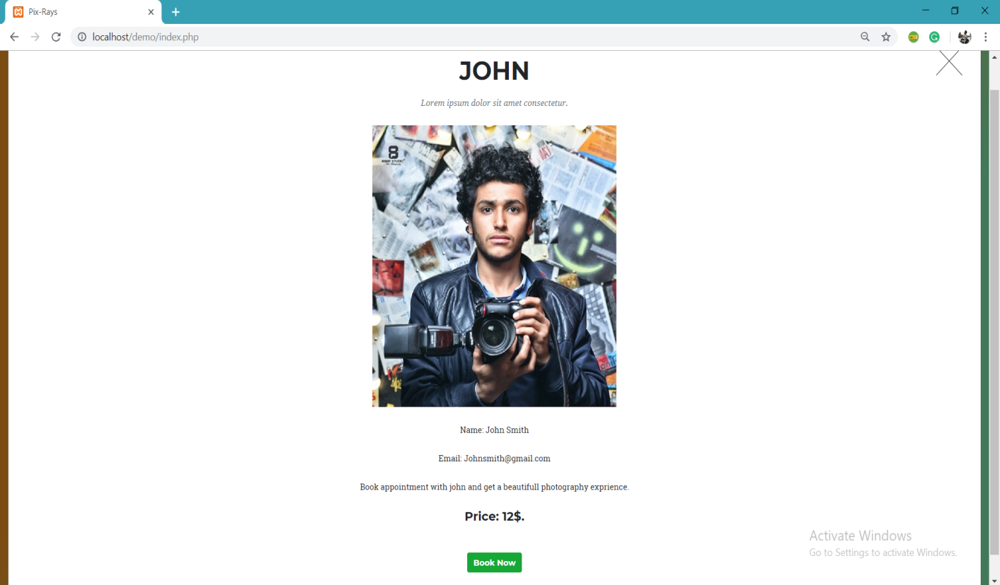 Pix-Rays
localhost/demo/index.php
JOHN
Lorem ipsum dolor sit amet consectetur.
8
EIGHT STUDIO
Name: John Smith
Email: Johnsmith@gmail.com
Book appointment with john and get a beautifull photography exprience.
Price: 12$.
Book Now
Activate Windows
Go to Settings to activate Windows.